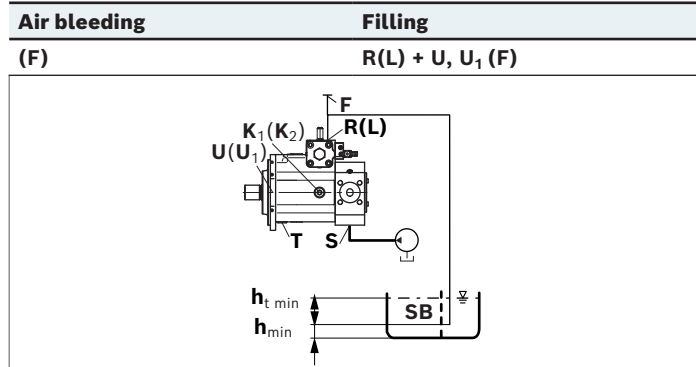 Air bleeding Filling
(F) R(L) + U, U₁ (F)
F
K₁(K₂) R(L)
U(U₁)
T S
hₜ ₘᵢₙ
SB
hₘᵢₙ